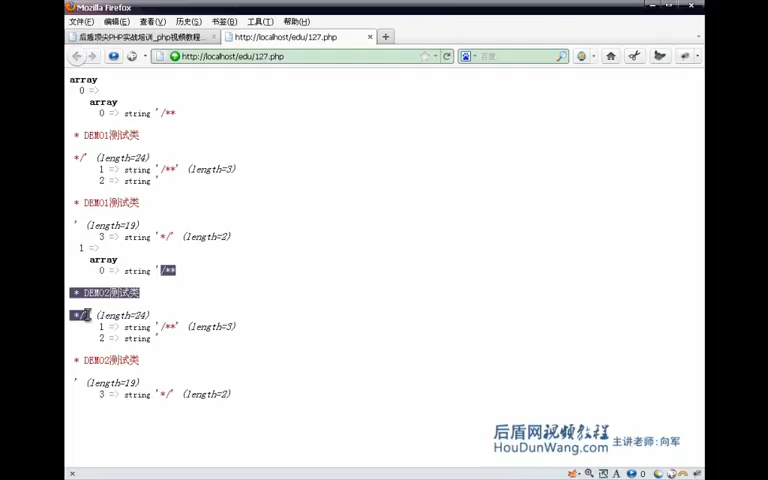 Mozilla Firefox
文件(F) 编辑(E) 查看(V) 历史(S) 书签(B) 工具(T) 帮助(H)
后盾顶尖PHP实战培训_php视频教程... × http://localhost/edu/127.php × +
http://localhost/edu/127.php 百度
array
0 =>
array
0 => string '/**
* DEMO1测试类
*/' (length=24)
1 => string '/**' (length=3)
2 => string '
* DEMO1测试类
' (length=19)
3 => string '*/' (length=2)
1 =>
array
0 => string '/**
* DEMO2测试类
*/' (length=24)
1 => string '/**' (length=3)
2 => string '
* DEMO2测试类
' (length=19)
3 => string '*/' (length=2)
后盾网视频教程 主讲老师:向军
HouDunWang.com
× A 0